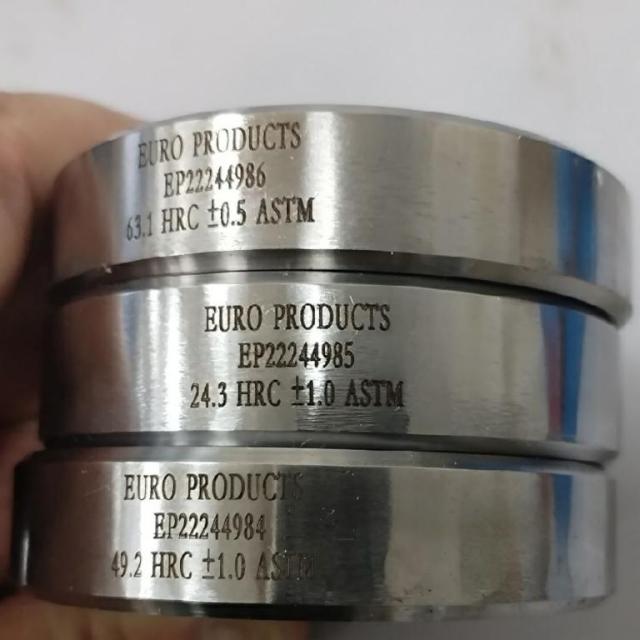 EURO PRODUCTS
EP22244986
63.1 HRC ±0.5 ASTM
EURO PRODUCTS
EP22244985
24.3 HRC ±1.0 ASTM
EURO PRODUCTS
EP22244984
49.2 HRC ±1.0 ASTM